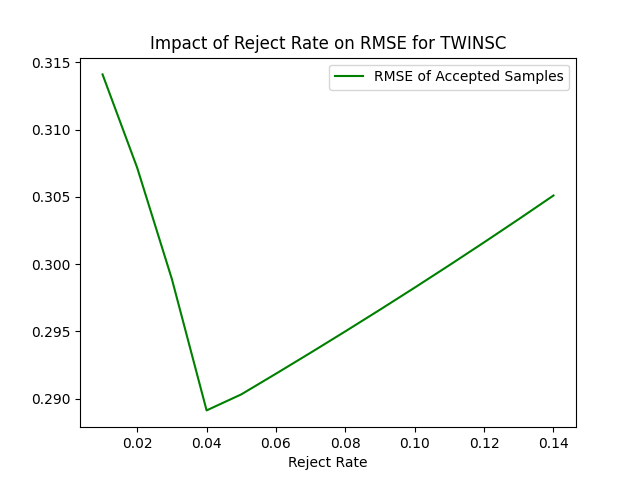 Impact of Reject Rate on RMSE for TWINSC
RMSE of Accepted Samples
0.315
0.310
0.305
0.300
0.295
0.290
0.02 0.04 0.06 0.08 0.10 0.12 0.14
Reject Rate